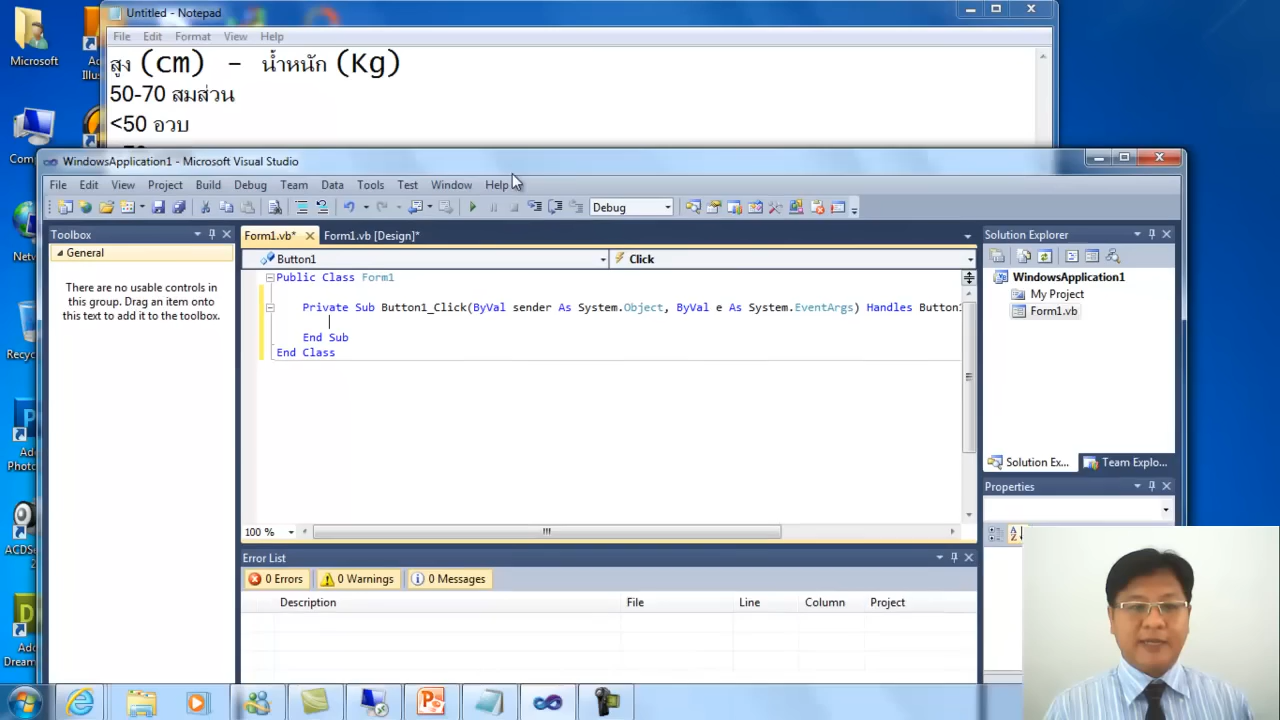 Untitled - Notepad
File Edit Format View Help
สูง (cm) - น้ำหนัก (Kg)
50-70 สมส่วน
<50 อวบ
Microsoft
WindowsApplication1 - Microsoft Visual Studio
File Edit View Project Build Debug Team Data Tools Test Window Help
Debug
Toolbox
General
There are no usable controls in this group. Drag an item onto this text to add it to the toolbox.
Form1.vb* Form1.vb [Design]*
Button1 Click
Public Class Form1
Private Sub Button1_Click(ByVal sender As System.Object, ByVal e As System.EventArgs) Handles Button1
End Sub
End Class
100 %
Error List
0 Errors 0 Warnings 0 Messages
Description File Line Column Project
Solution Explorer
WindowsApplication1
My Project
Form1.vb
Solution Ex... Team Explo...
Properties